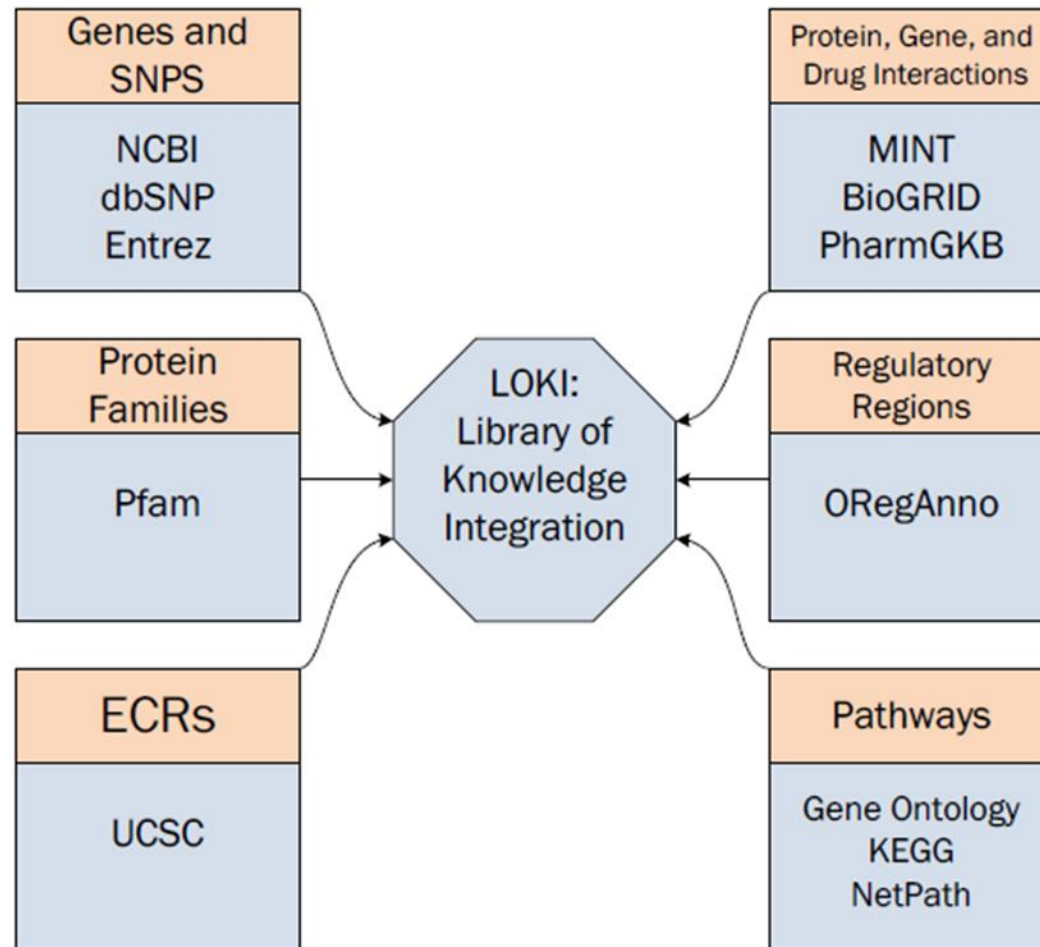 Genes and
SNPS
NCBI
dbSNP
Entrez
Protein, Gene, and
Drug Interactions
MINT
BioGRID
PharmGKB
Protein
Families
Pfam
LOKI:
Library of
Knowledge
Integration
Regulatory
Regions
ORegAnno
ECRs
UCSC
Pathways
Gene Ontology
KEGG
NetPath